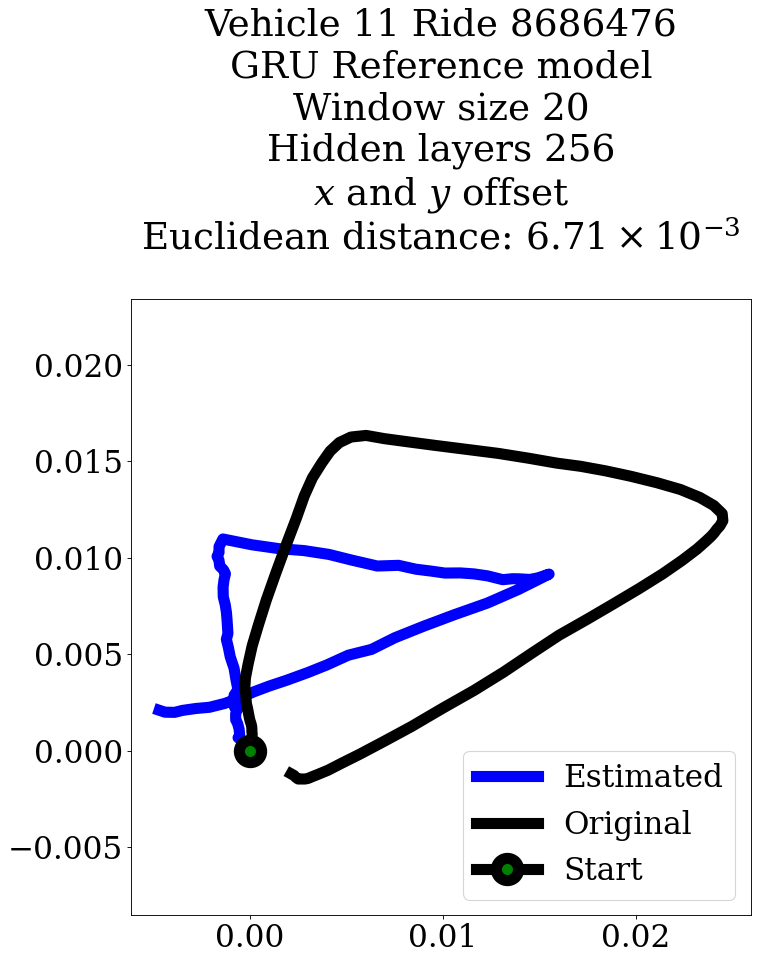 Vehicle 11 Ride 8686476
GRU Reference model
Window size 20
Hidden layers 256
x and y offset
Euclidean distance: 6.71 × 10⁻³
0.020
0.015
0.010
0.005
0.000
−0.005
Estimated
Original
Start
0.00 0.01 0.02